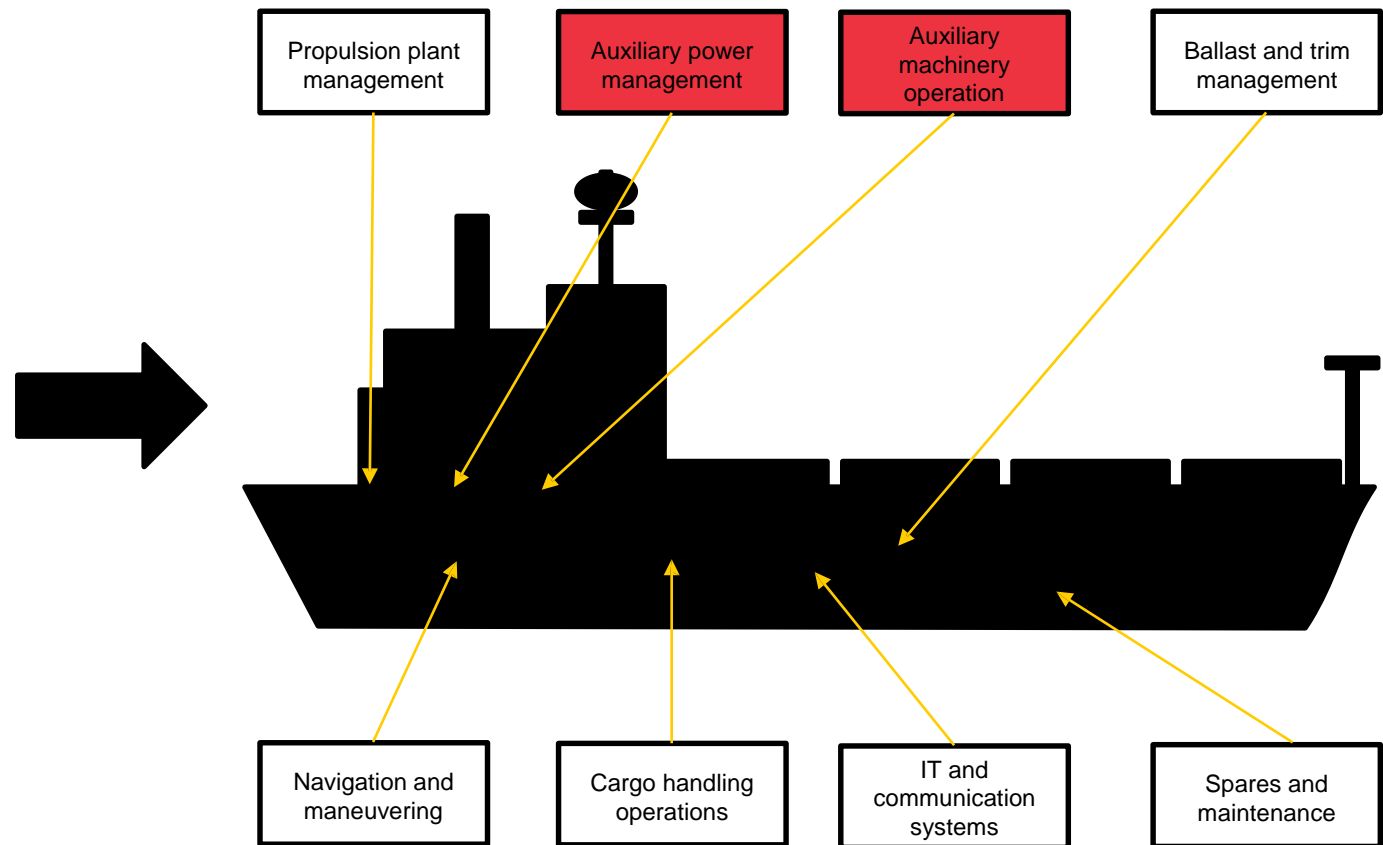 Propulsion plant
management
Auxiliary power
management
Auxiliary
machinery
operation
Ballast and trim
management
Navigation and
maneuvering
Cargo handling
operations
IT and
communication
systems
Spares and
maintenance